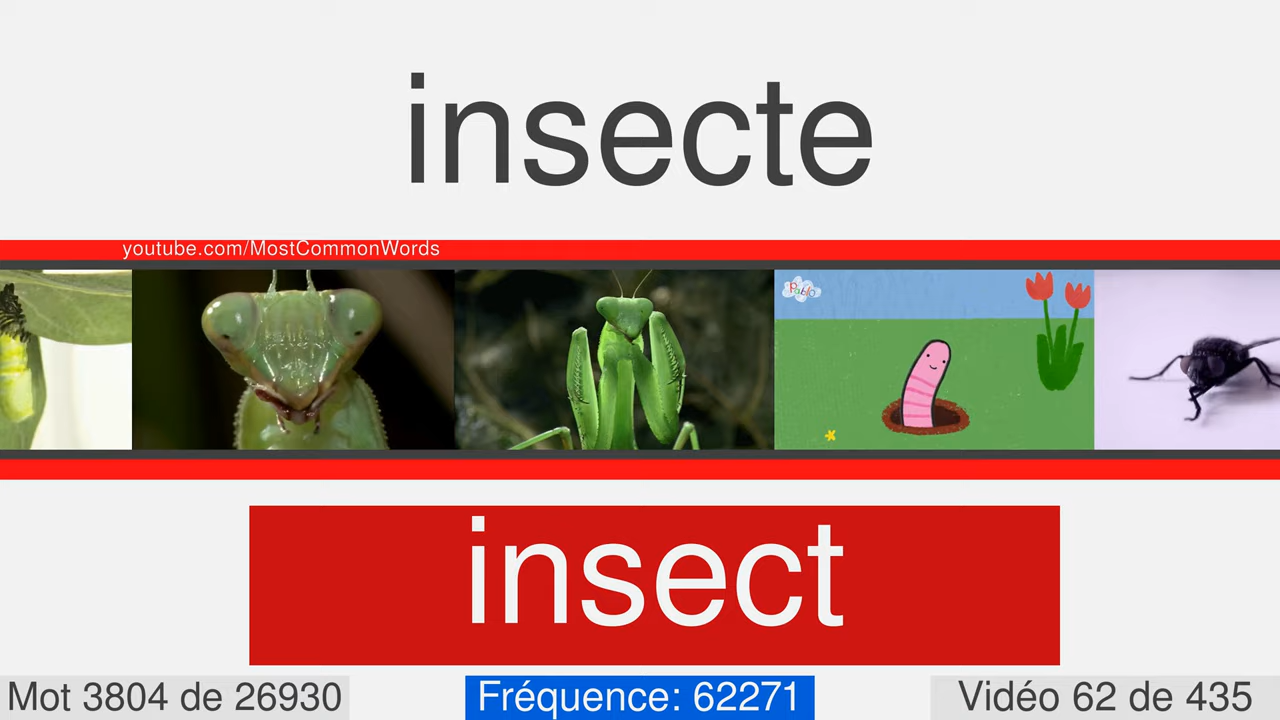 insecte
youtube.com/MostCommonWords
Pablo
insect
Mot 3804 de 26930
Fréquence: 62271
Vidéo 62 de 435